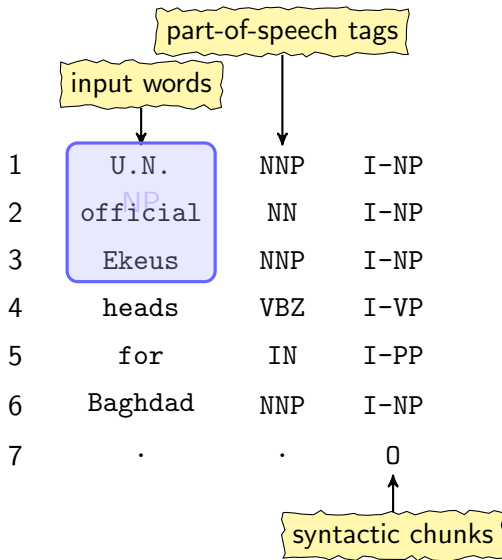 part-of-speech tags
input words
1 U.N. NNP I-NP
NP
2 official NN I-NP
3 Ekeus NNP I-NP
4 heads VBZ I-VP
5 for IN I-PP
6 Baghdad NNP I-NP
7 . . O
syntactic chunks